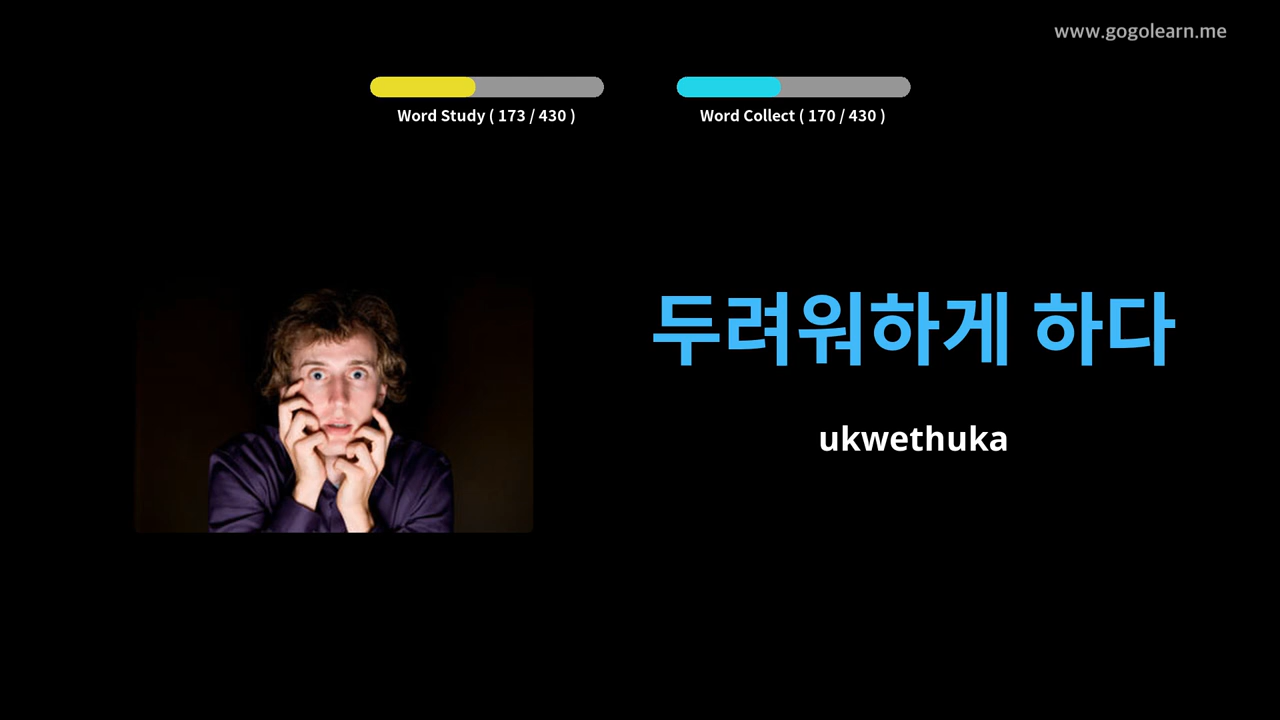 www.gogolearn.me
Word Study ( 173 / 430 )
Word Collect ( 170 / 430 )
두려워하게 하다
ukwethuka